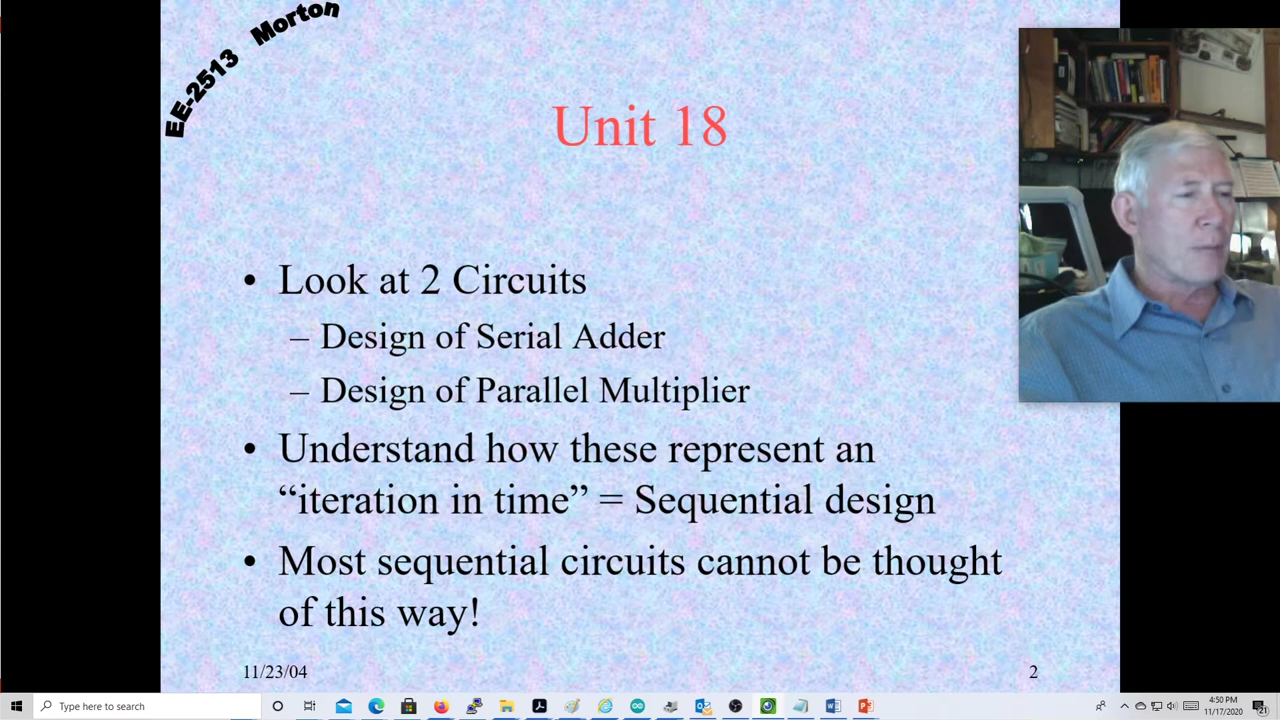 EE-2513 Morton
Unit 18
• Look at 2 Circuits
– Design of Serial Adder
– Design of Parallel Multiplier
• Understand how these represent an
“iteration in time” = Sequential design
• Most sequential circuits cannot be thought
of this way!
11/23/04
2
Type here to search
4:50 PM
11/17/2020
21